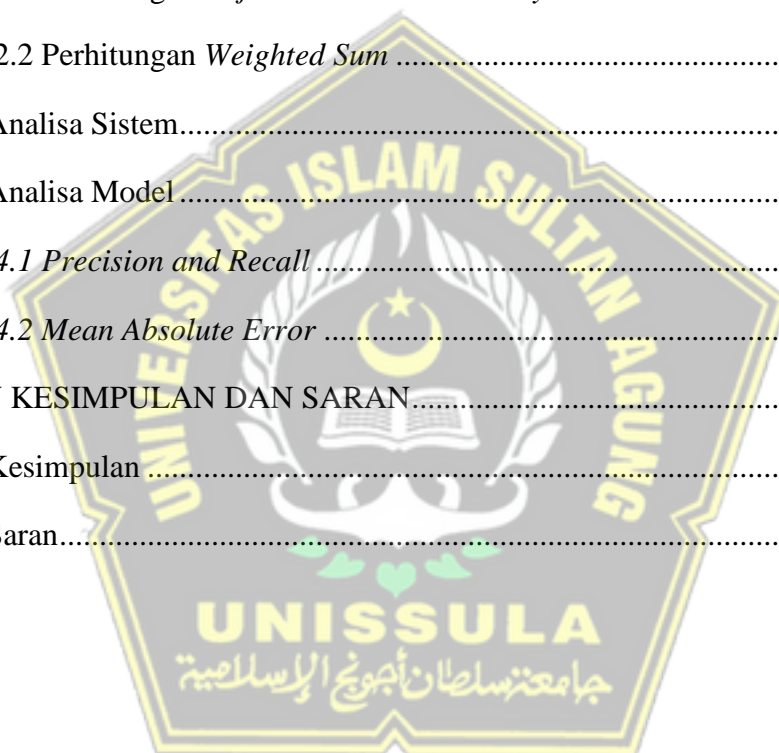 2.2 Perhitungan Weighted Sum ...............................................
Analisa Sistem...............................................
Analisa Model ...............................................
4.1 Precision and Recall ...............................................
4.2 Mean Absolute Error ...............................................
KESIMPULAN DAN SARAN...............................................
Kesimpulan ...............................................
Saran...............................................
UNIVERSITAS ISLAM SULTAN AGUNG
UNISSULA
جامعة سلطان أجونج الإسلامية